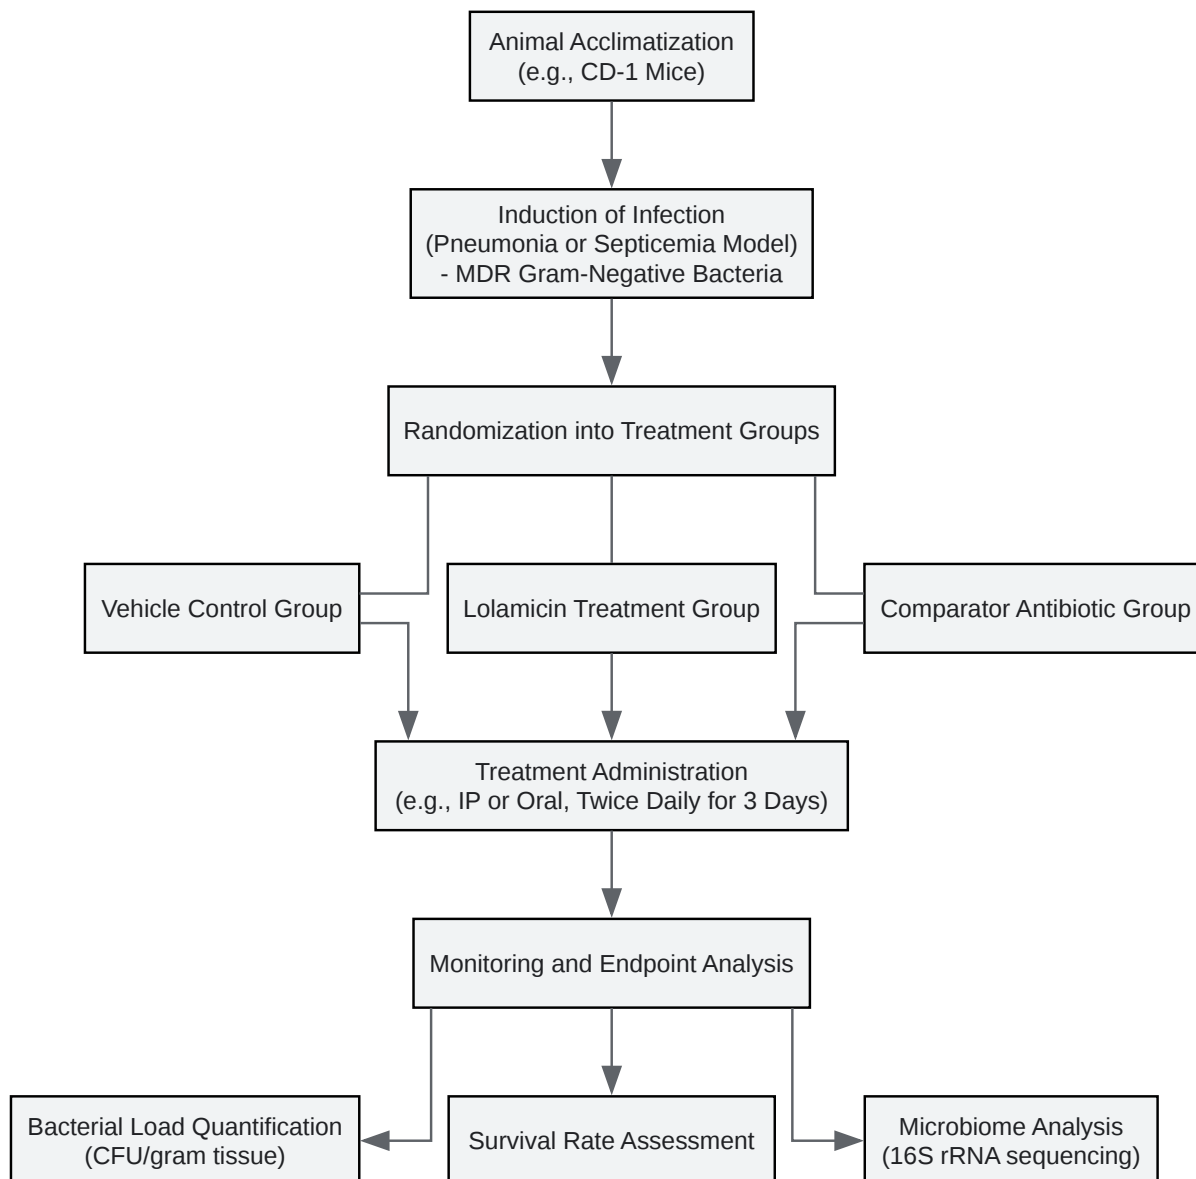 Animal Acclimatization
(e.g., CD-1 Mice)
Induction of Infection
(Pneumonia or Septicemia Model)
- MDR Gram-Negative Bacteria
Randomization into Treatment Groups
Vehicle Control Group
Lolamicin Treatment Group
Comparator Antibiotic Group
Treatment Administration
(e.g., IP or Oral, Twice Daily for 3 Days)
Monitoring and Endpoint Analysis
Bacterial Load Quantification
(CFU/gram tissue)
Survival Rate Assessment
Microbiome Analysis
(16S rRNA sequencing)